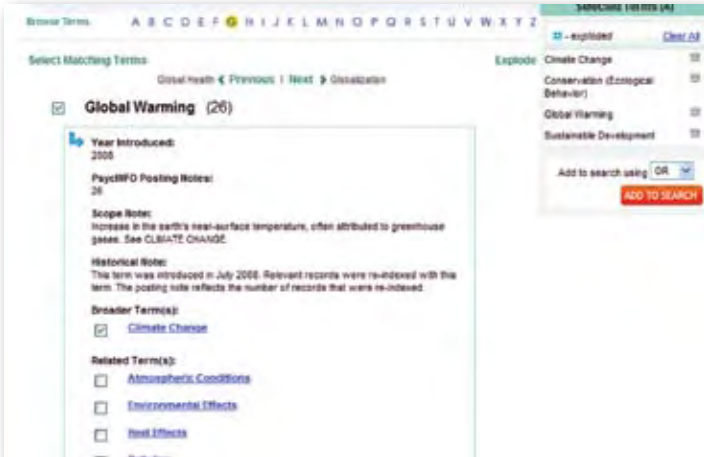 Browse Terms A B C D E F G H I J K L M N O P Q R S T U V W X Y Z
Select Matching Terms
Explode
Global Health Previous | Next Globalization
Global Warming (26)
Year Introduced:
2008
PsycINFO Posting Notes:
26
Scope Note:
Increase in the earth's near-surface temperature, often attributed to greenhouse
gases. See CLIMATE CHANGE.
Historical Note:
This term was introduced in July 2008. Relevant records were re-indexed with this
term. The posting note reflects the number of records that were re-indexed.
Broader Term(s):
Climate Change
Related Term(s):
Atmospheric Conditions
Environmental Effects
Heat Effects
Selected Terms (4)
- exploded Clear All
Climate Change
Conservation (Ecological
Behavior)
Global Warming
Sustainable Development
Add to search using OR
ADD TO SEARCH